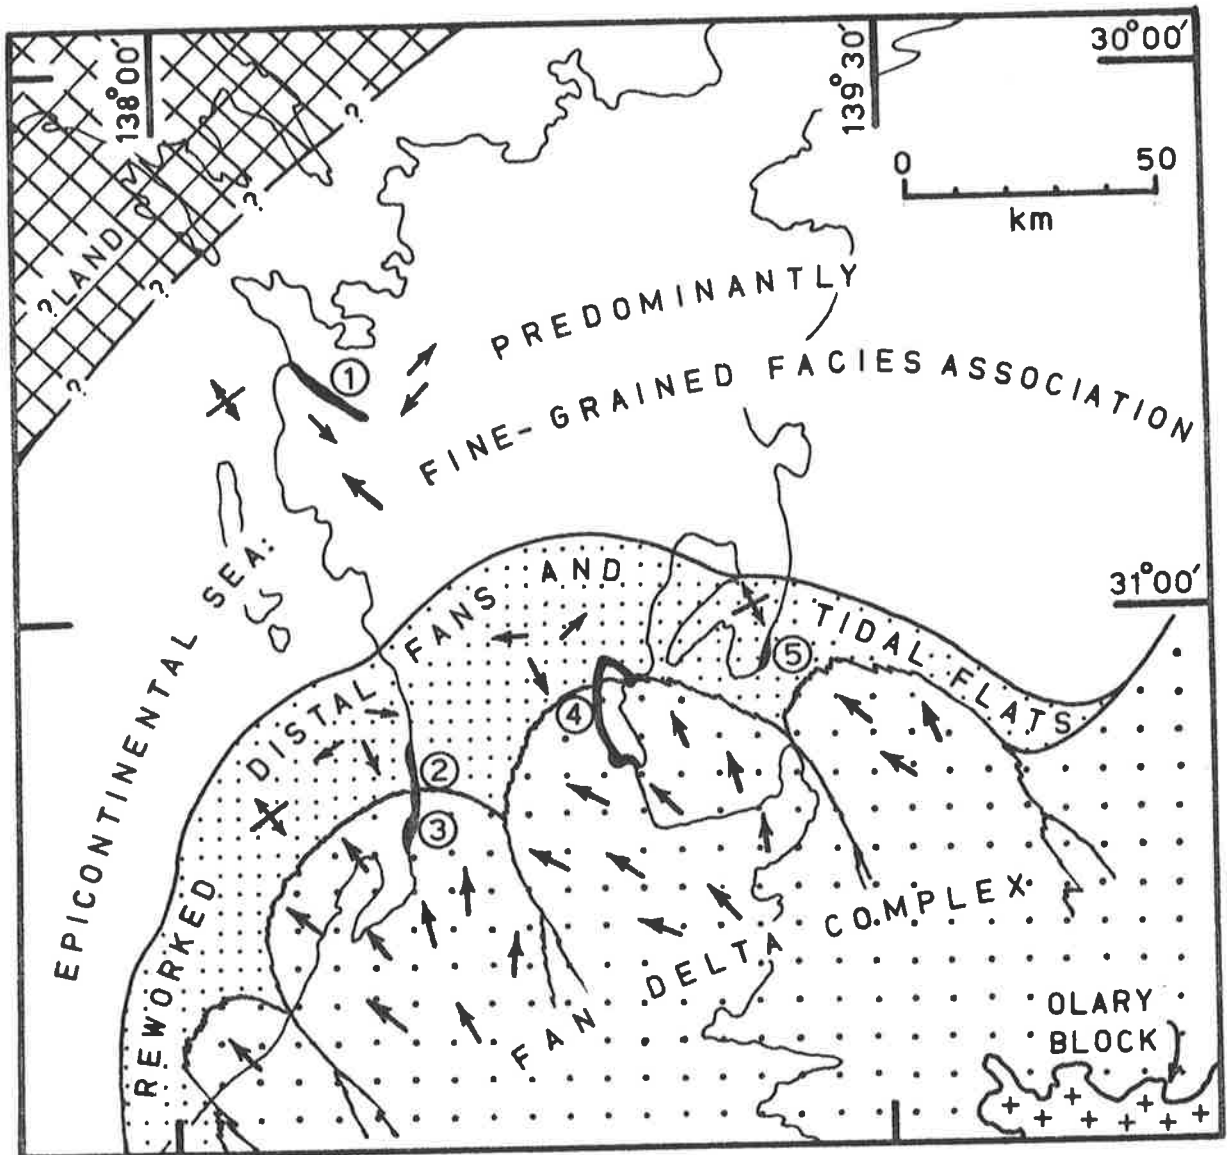 138°00'
139°30'
30°00'
0 50
km
?
?
?
? LAND
?
PREDOMINANTLY
①
FINE-GRAINED FACIES ASSOCIATION
EPICONTINENTAL SEA:
31°00'
REWORKED DISTAL FANS AND TIDAL FLATS
⑤
④
②
③
FAN DELTA COMPLEX
OLARY
BLOCK